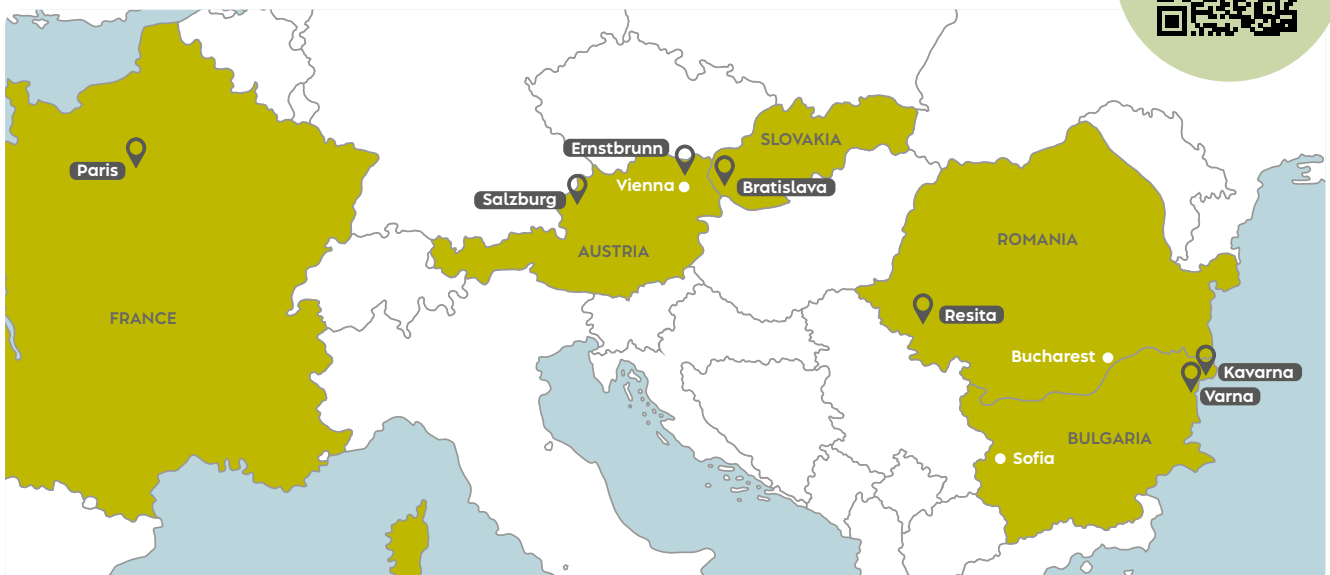 SLOVAKIA
Ernstbrunn
Paris
Vienna
Bratislava
Salzburg
ROMANIA
AUSTRIA
Resita
FRANCE
Bucharest
Kavarna
Varna
BULGARIA
Sofia